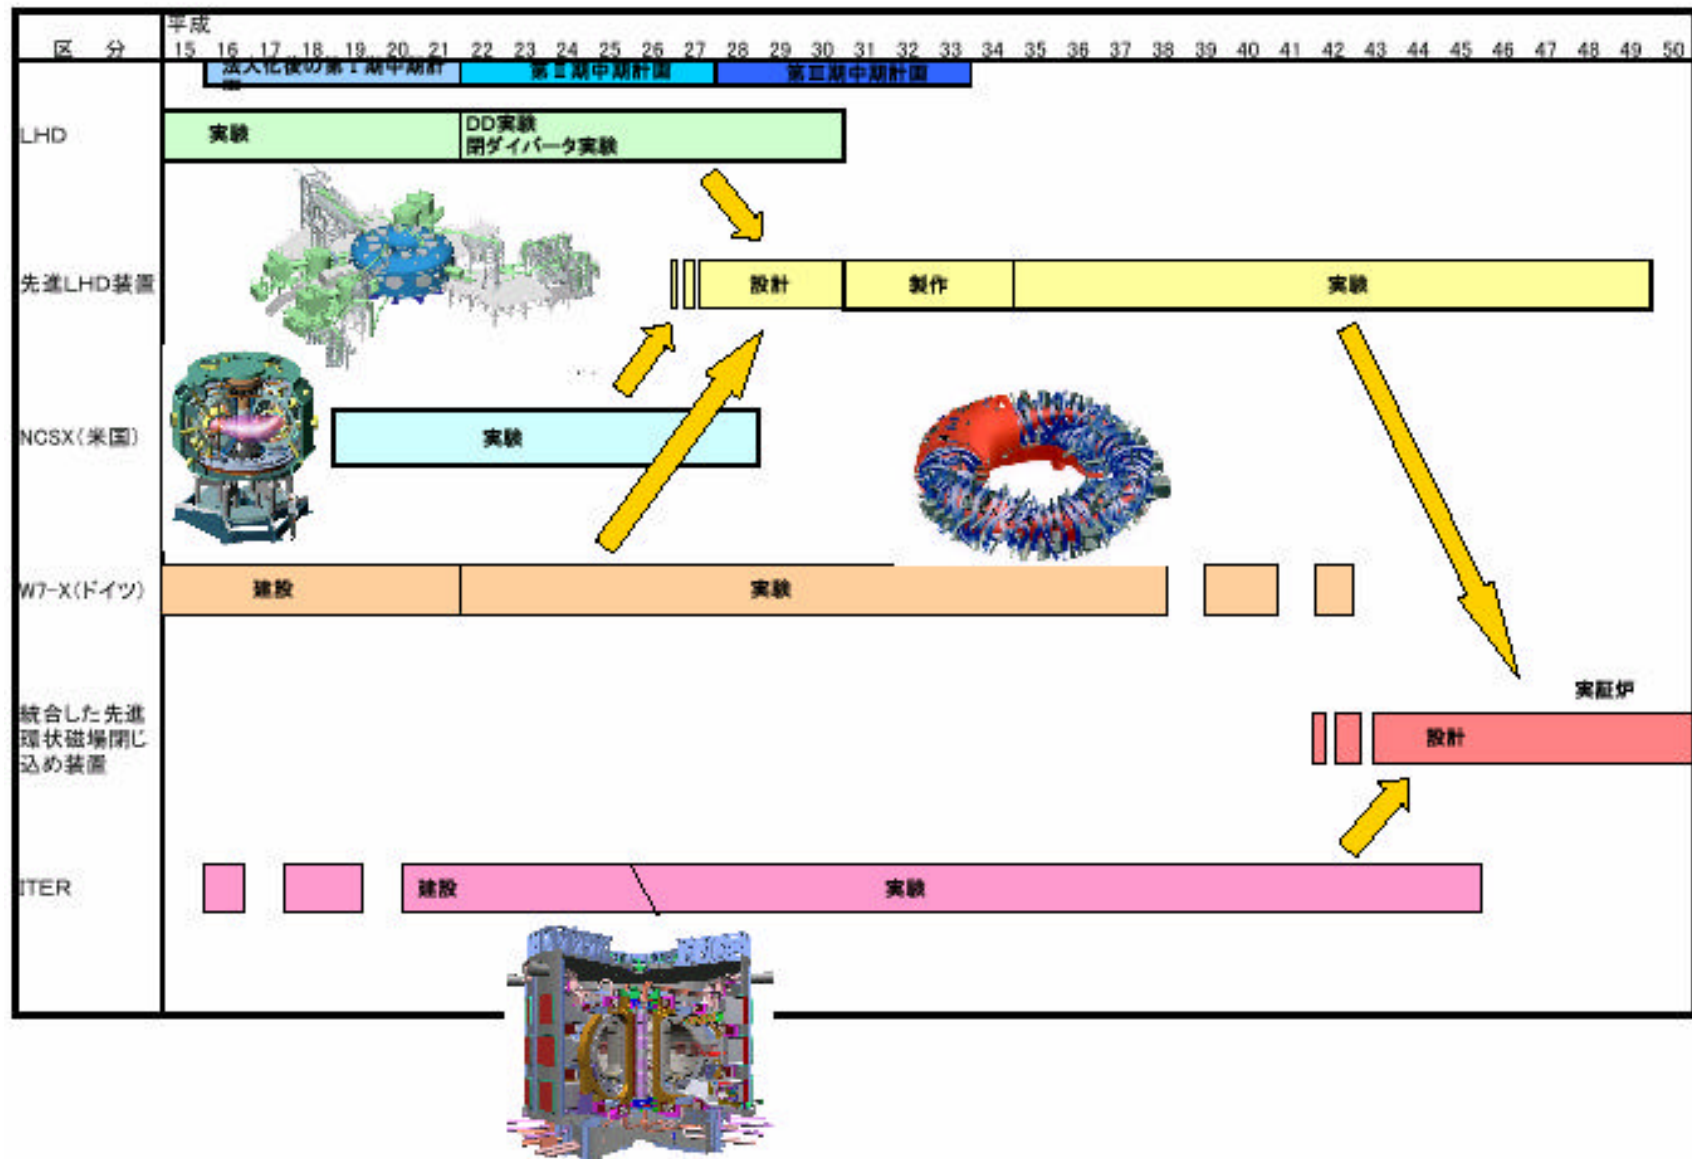 平成
区 分 15 16 17 18 19 20 21 22 23 24 25 26 27 28 29 30 31 32 33 34 35 36 37 38 39 40 41 42 43 44 45 46 47 48 49 50
法人化後の第Ⅰ期中期計
第Ⅱ期中期計画 第Ⅲ期中期計画
LHD 実験 DD実験
閉ダイバータ実験
先進LHD装置 設計 製作 実験
NCSX(米国) 実験
W7-X(ドイツ) 建設 実験
実証炉
統合した先進
環状磁場閉じ
込め装置
設計
ITER 建設 実験